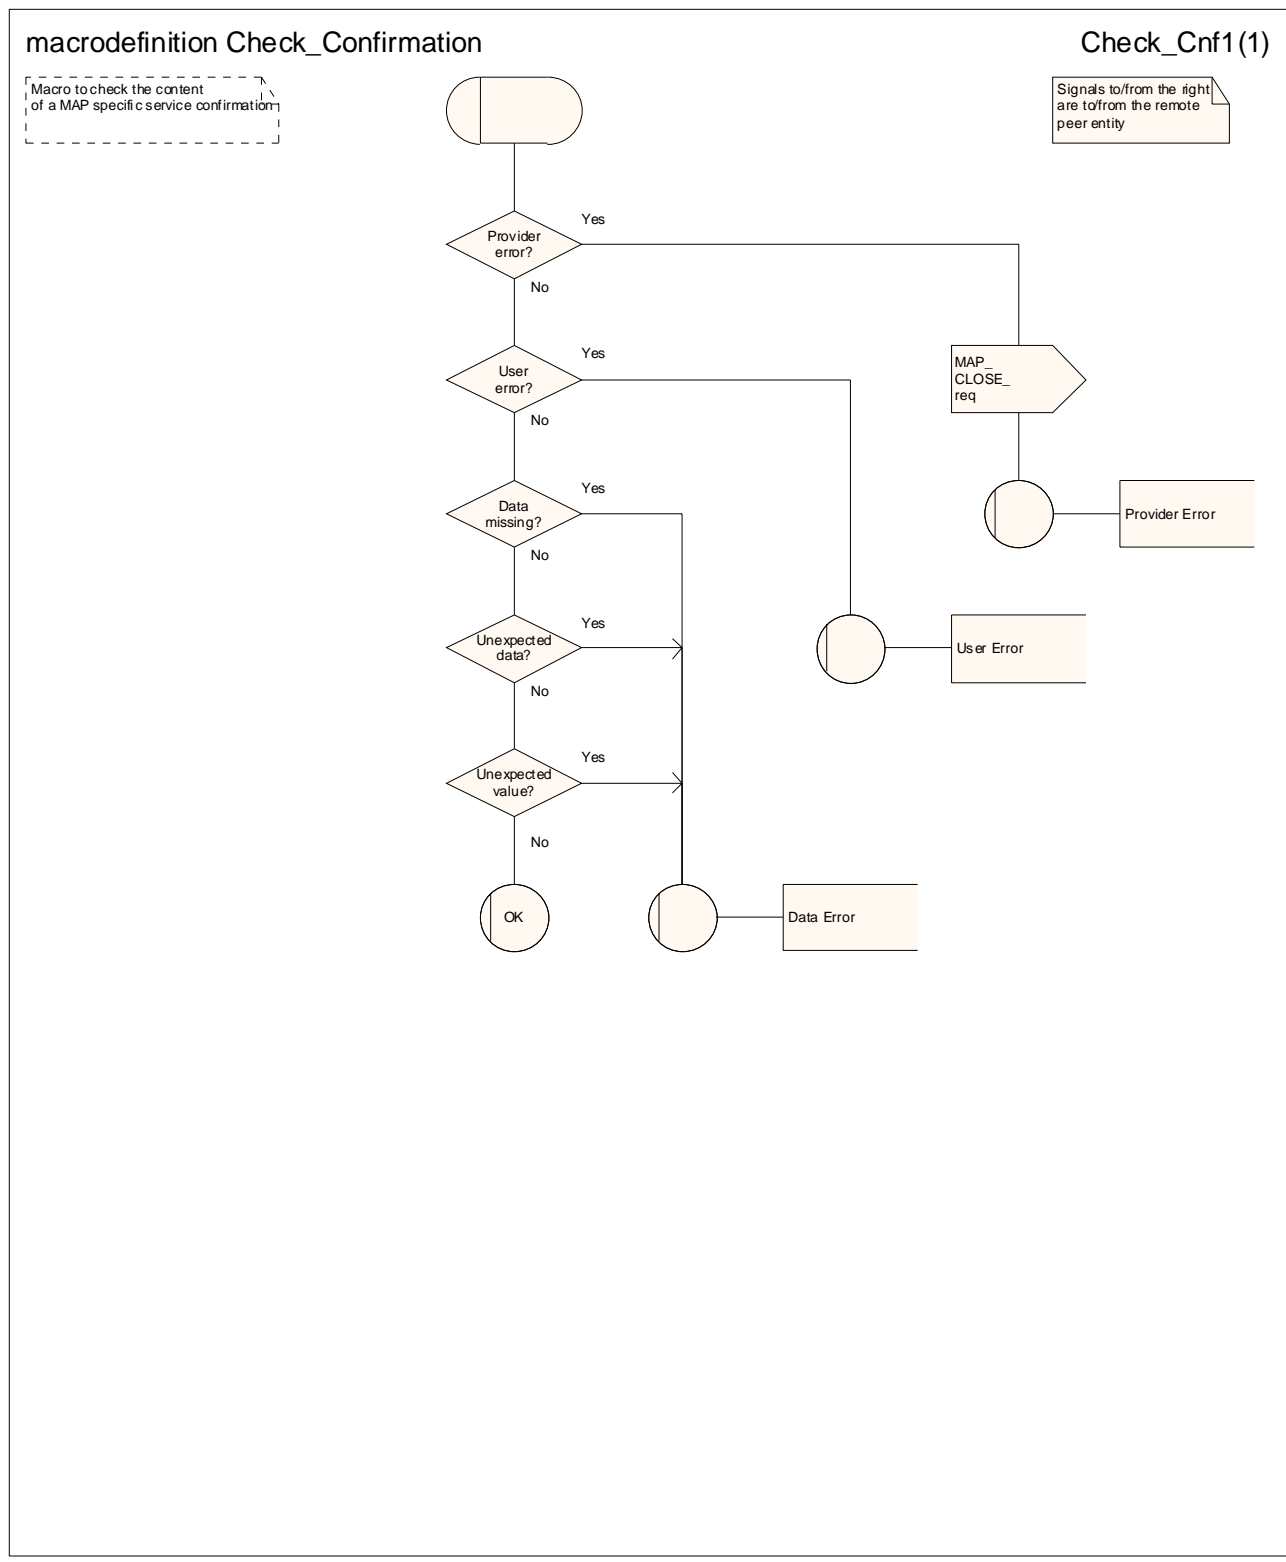 macrodefinition Check_Confirmation
Check_Cnf1(1)
Macro to check the content
of a MAP specific service confirmation
Signals to/from the right
are to/from the remote
peer entity
Yes
Provider
error?
No
Yes
User
error?
No
MAP_
CLOSE_
req
Yes
Data
missing?
No
Provider Error
Yes
Unexpected
data?
No
User Error
Yes
Unexpected
value?
No
OK
Data Error